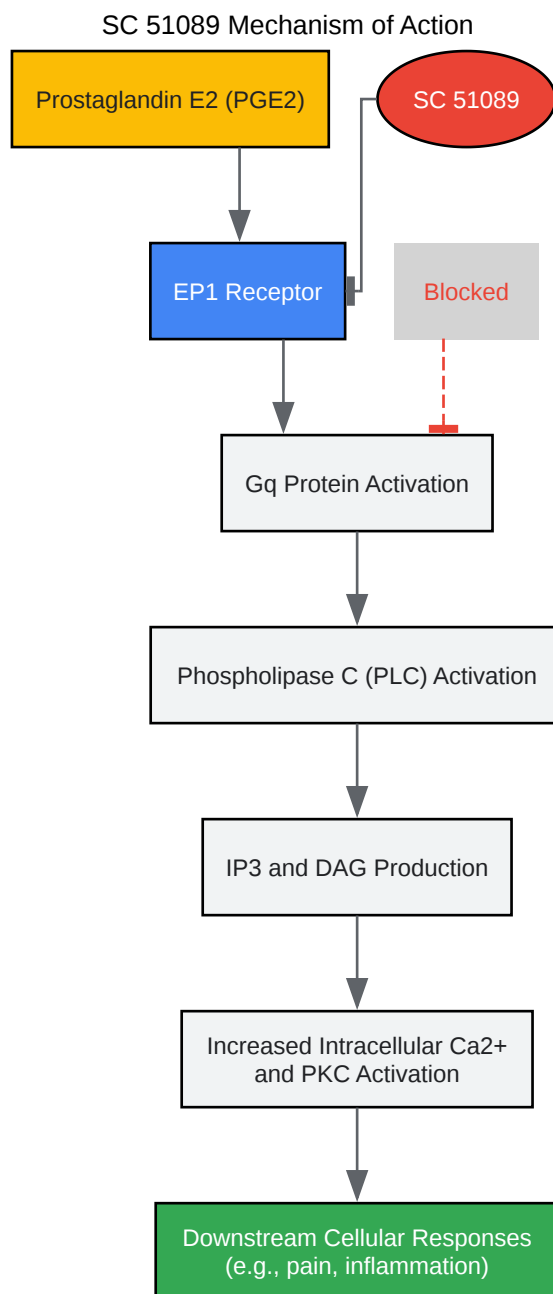 SC 51089 Mechanism of Action
Prostaglandin E2 (PGE2)
SC 51089
EP1 Receptor
Blocked
Gq Protein Activation
Phospholipase C (PLC) Activation
IP3 and DAG Production
Increased Intracellular Ca2+
and PKC Activation
Downstream Cellular Responses
(e.g., pain, inflammation)